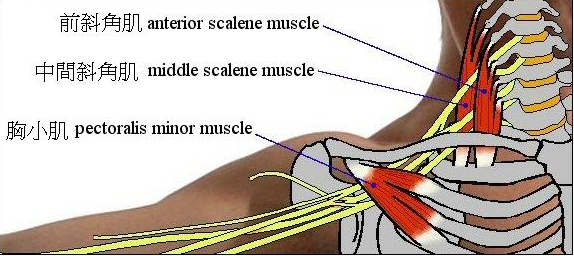 前斜角肌 anterior scalene muscle
中間斜角肌 middle scalene muscle
胸小肌 pectoralis minor muscle